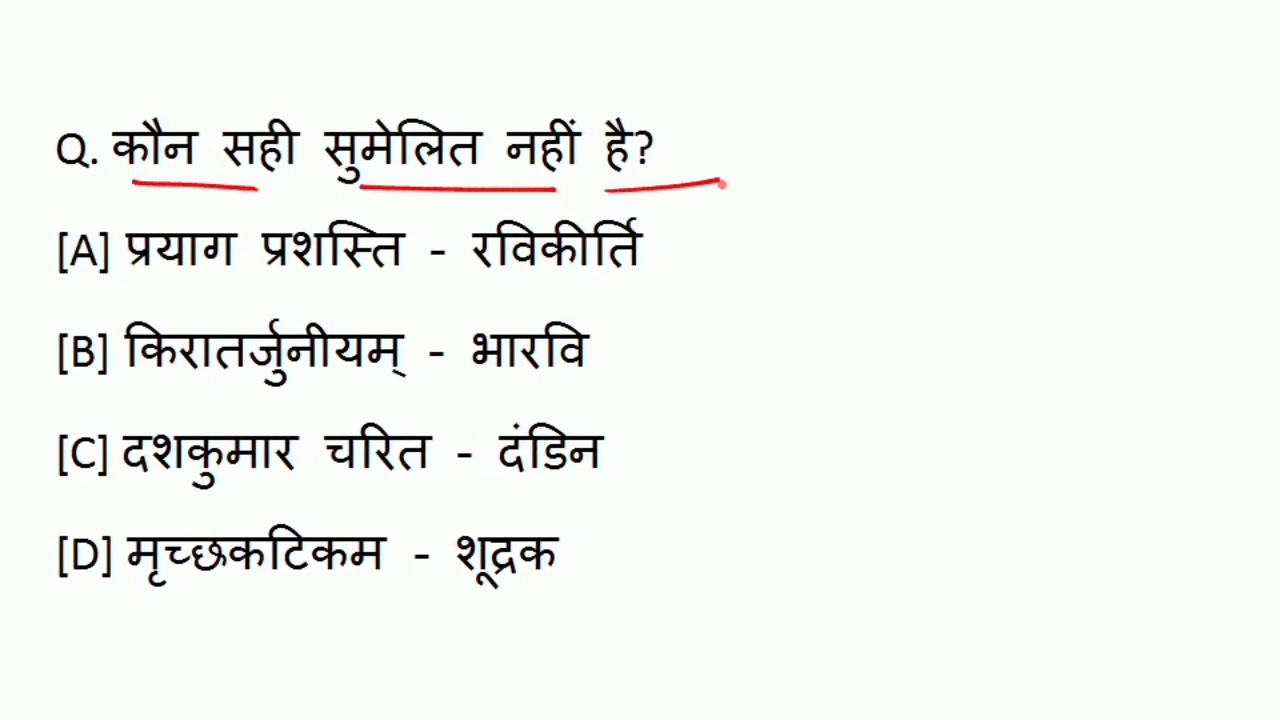 Q. कौन सही सुमेलित नहीं है?
[A] प्रयाग प्रशस्ति - रविकीर्ति
[B] किरातर्जुनीयम् - भारवि
[C] दशकुमार चरित - दंडिन
[D] मृच्छकटिकम - शूद्रक